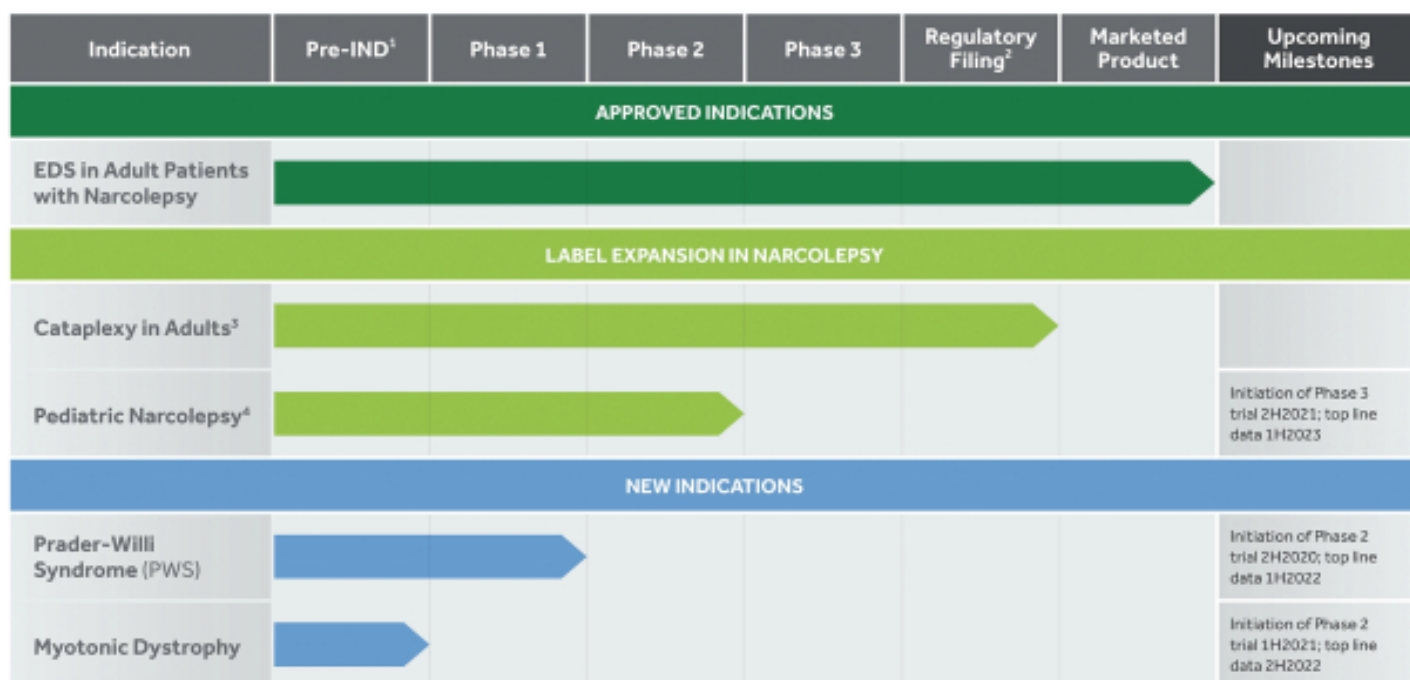 Indication
Pre-IND¹
Phase 1
Phase 2
Phase 3
Regulatory
Filing²
Marketed
Product
Upcoming
Milestones
APPROVED INDICATIONS
EDS in Adult Patients
with Narcolepsy
LABEL EXPANSION IN NARCOLEPSY
Cataplexy in Adults³
Pediatric Narcolepsy⁴
Initiation of Phase 3
trial 2H2021; top line
data 1H2023
NEW INDICATIONS
Prader-Willi
Syndrome (PWS)
Initiation of Phase 2
trial 2H2020; top line
data 1H2022
Myotonic Dystrophy
Initiation of Phase 2
trial 1H2021; top line
data 2H2022